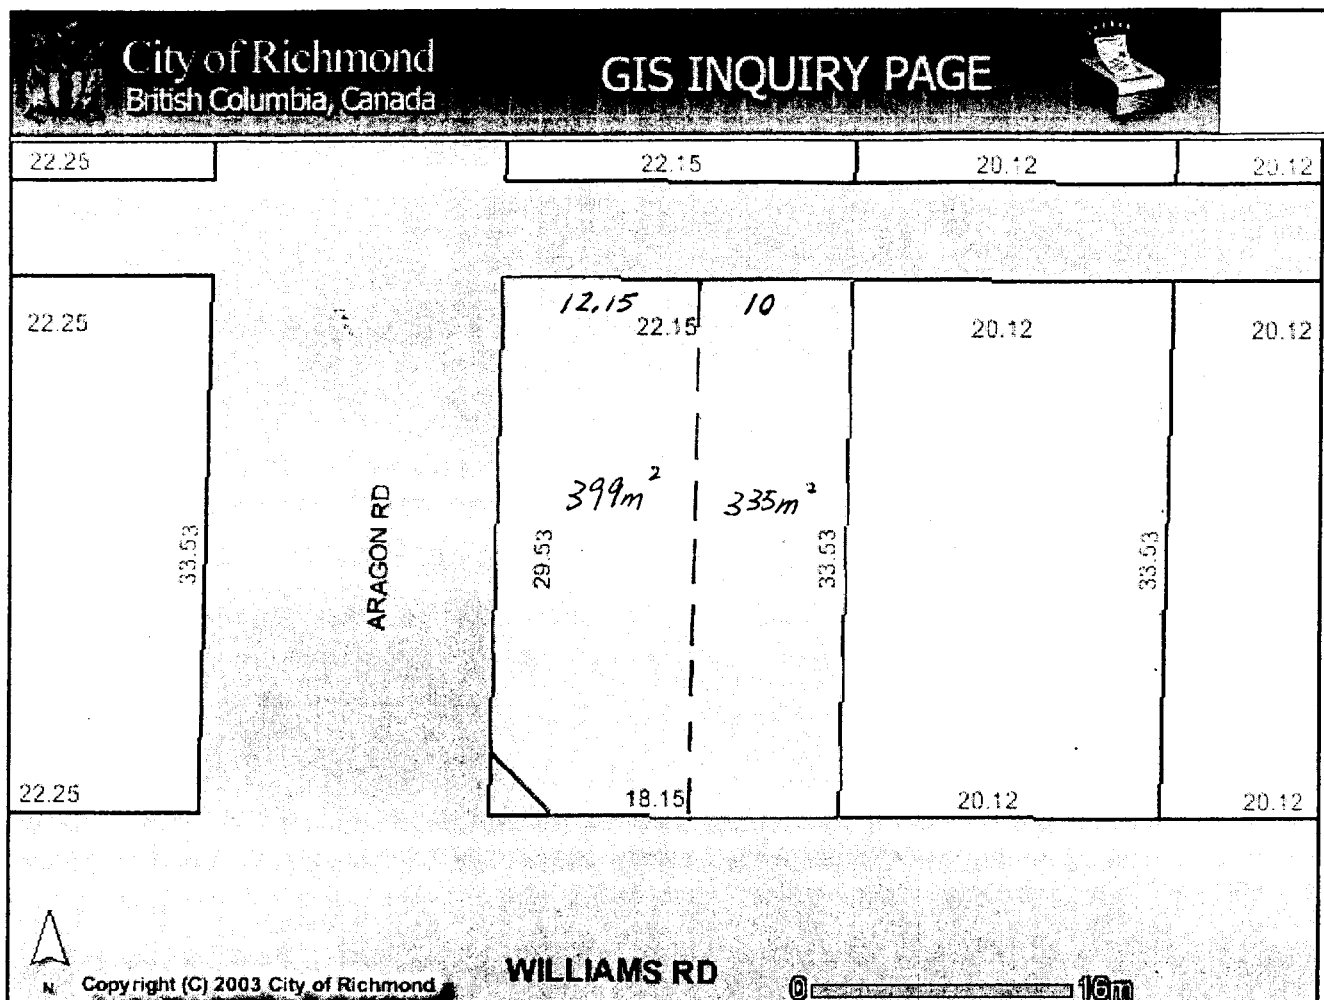 City of Richmond
British Columbia, Canada
GIS INQUIRY PAGE
22.25
22.15
20.12
20.12
12.15
10
22.25
22.15
20.12
20.12
399m²
335m²
ARAGON RD
33.53
29.53
33.53
33.53
22.25
18.15
20.12
20.12
N
Copyright (C) 2003 City of Richmond
WILLIAMS RD
0
16m